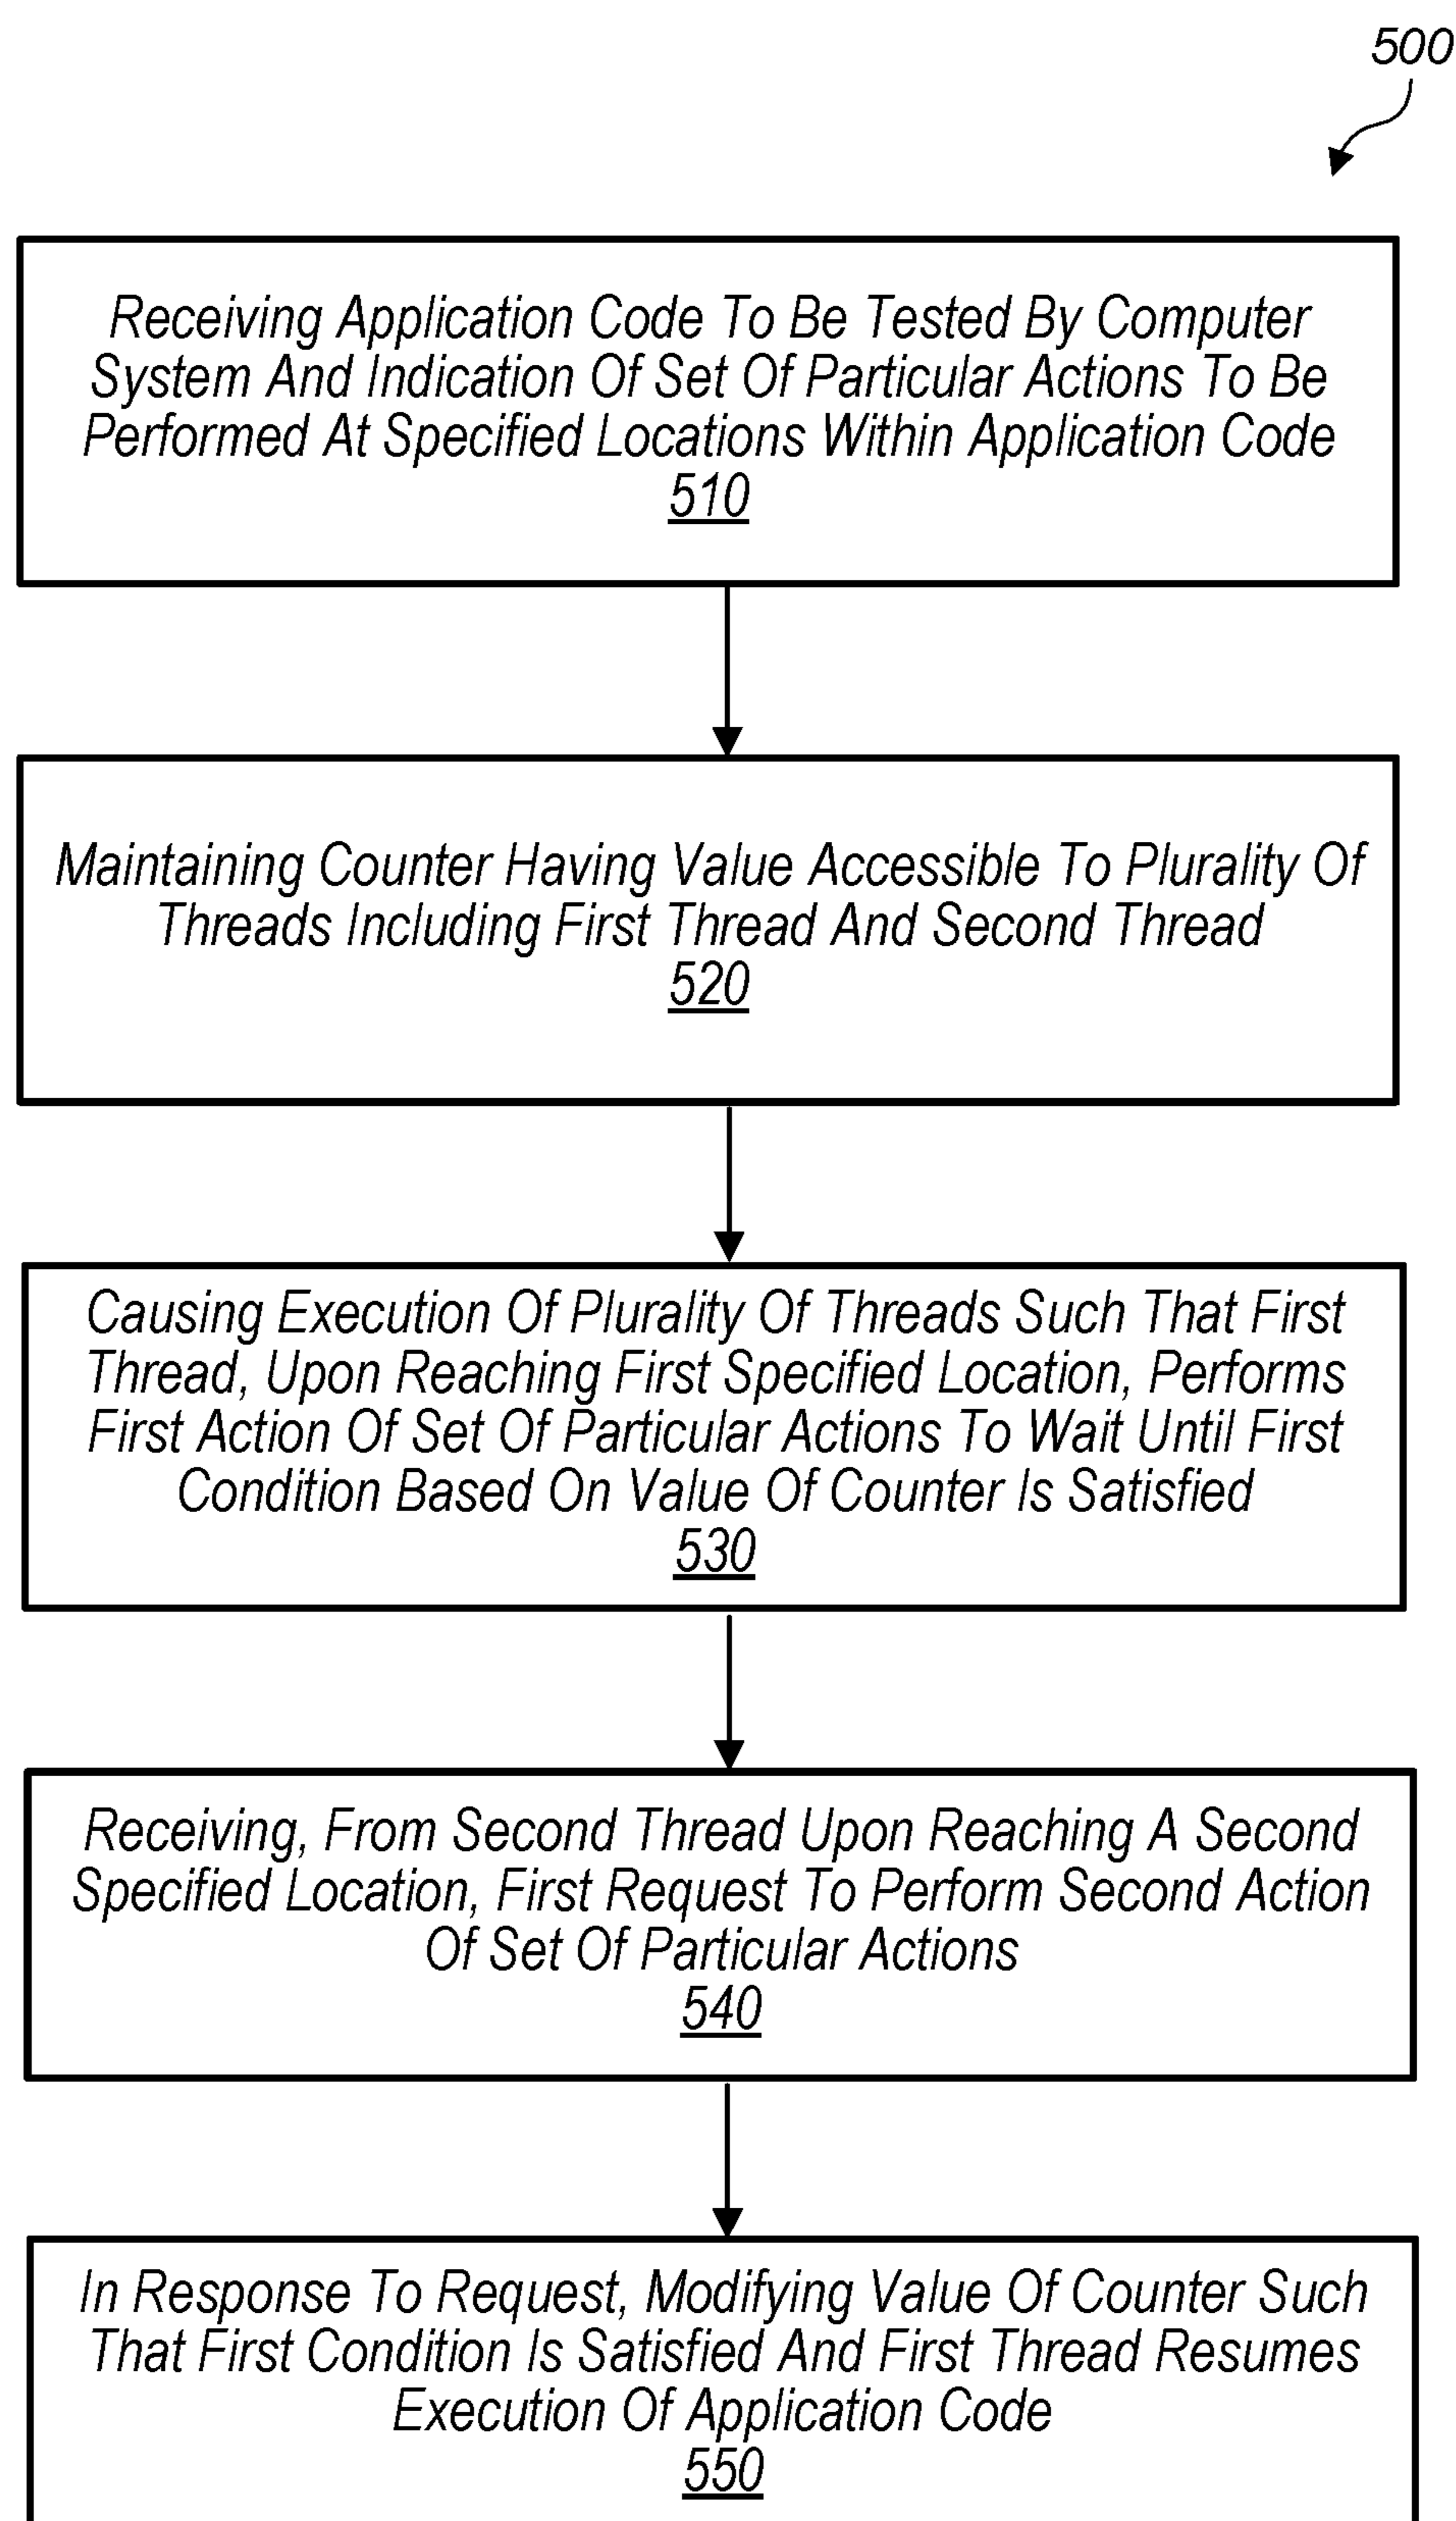 500
Receiving Application Code To Be Tested By Computer
System And Indication Of Set Of Particular Actions To Be
Performed At Specified Locations Within Application Code
510
Maintaining Counter Having Value Accessible To Plurality Of
Threads Including First Thread And Second Thread
520
Causing Execution Of Plurality Of Threads Such That First
Thread, Upon Reaching First Specified Location, Performs
First Action Of Set Of Particular Actions To Wait Until First
Condition Based On Value Of Counter Is Satisfied
530
Receiving, From Second Thread Upon Reaching A Second
Specified Location, First Request To Perform Second Action
Of Set Of Particular Actions
540
In Response To Request, Modifying Value Of Counter Such
That First Condition Is Satisfied And First Thread Resumes
Execution Of Application Code
550